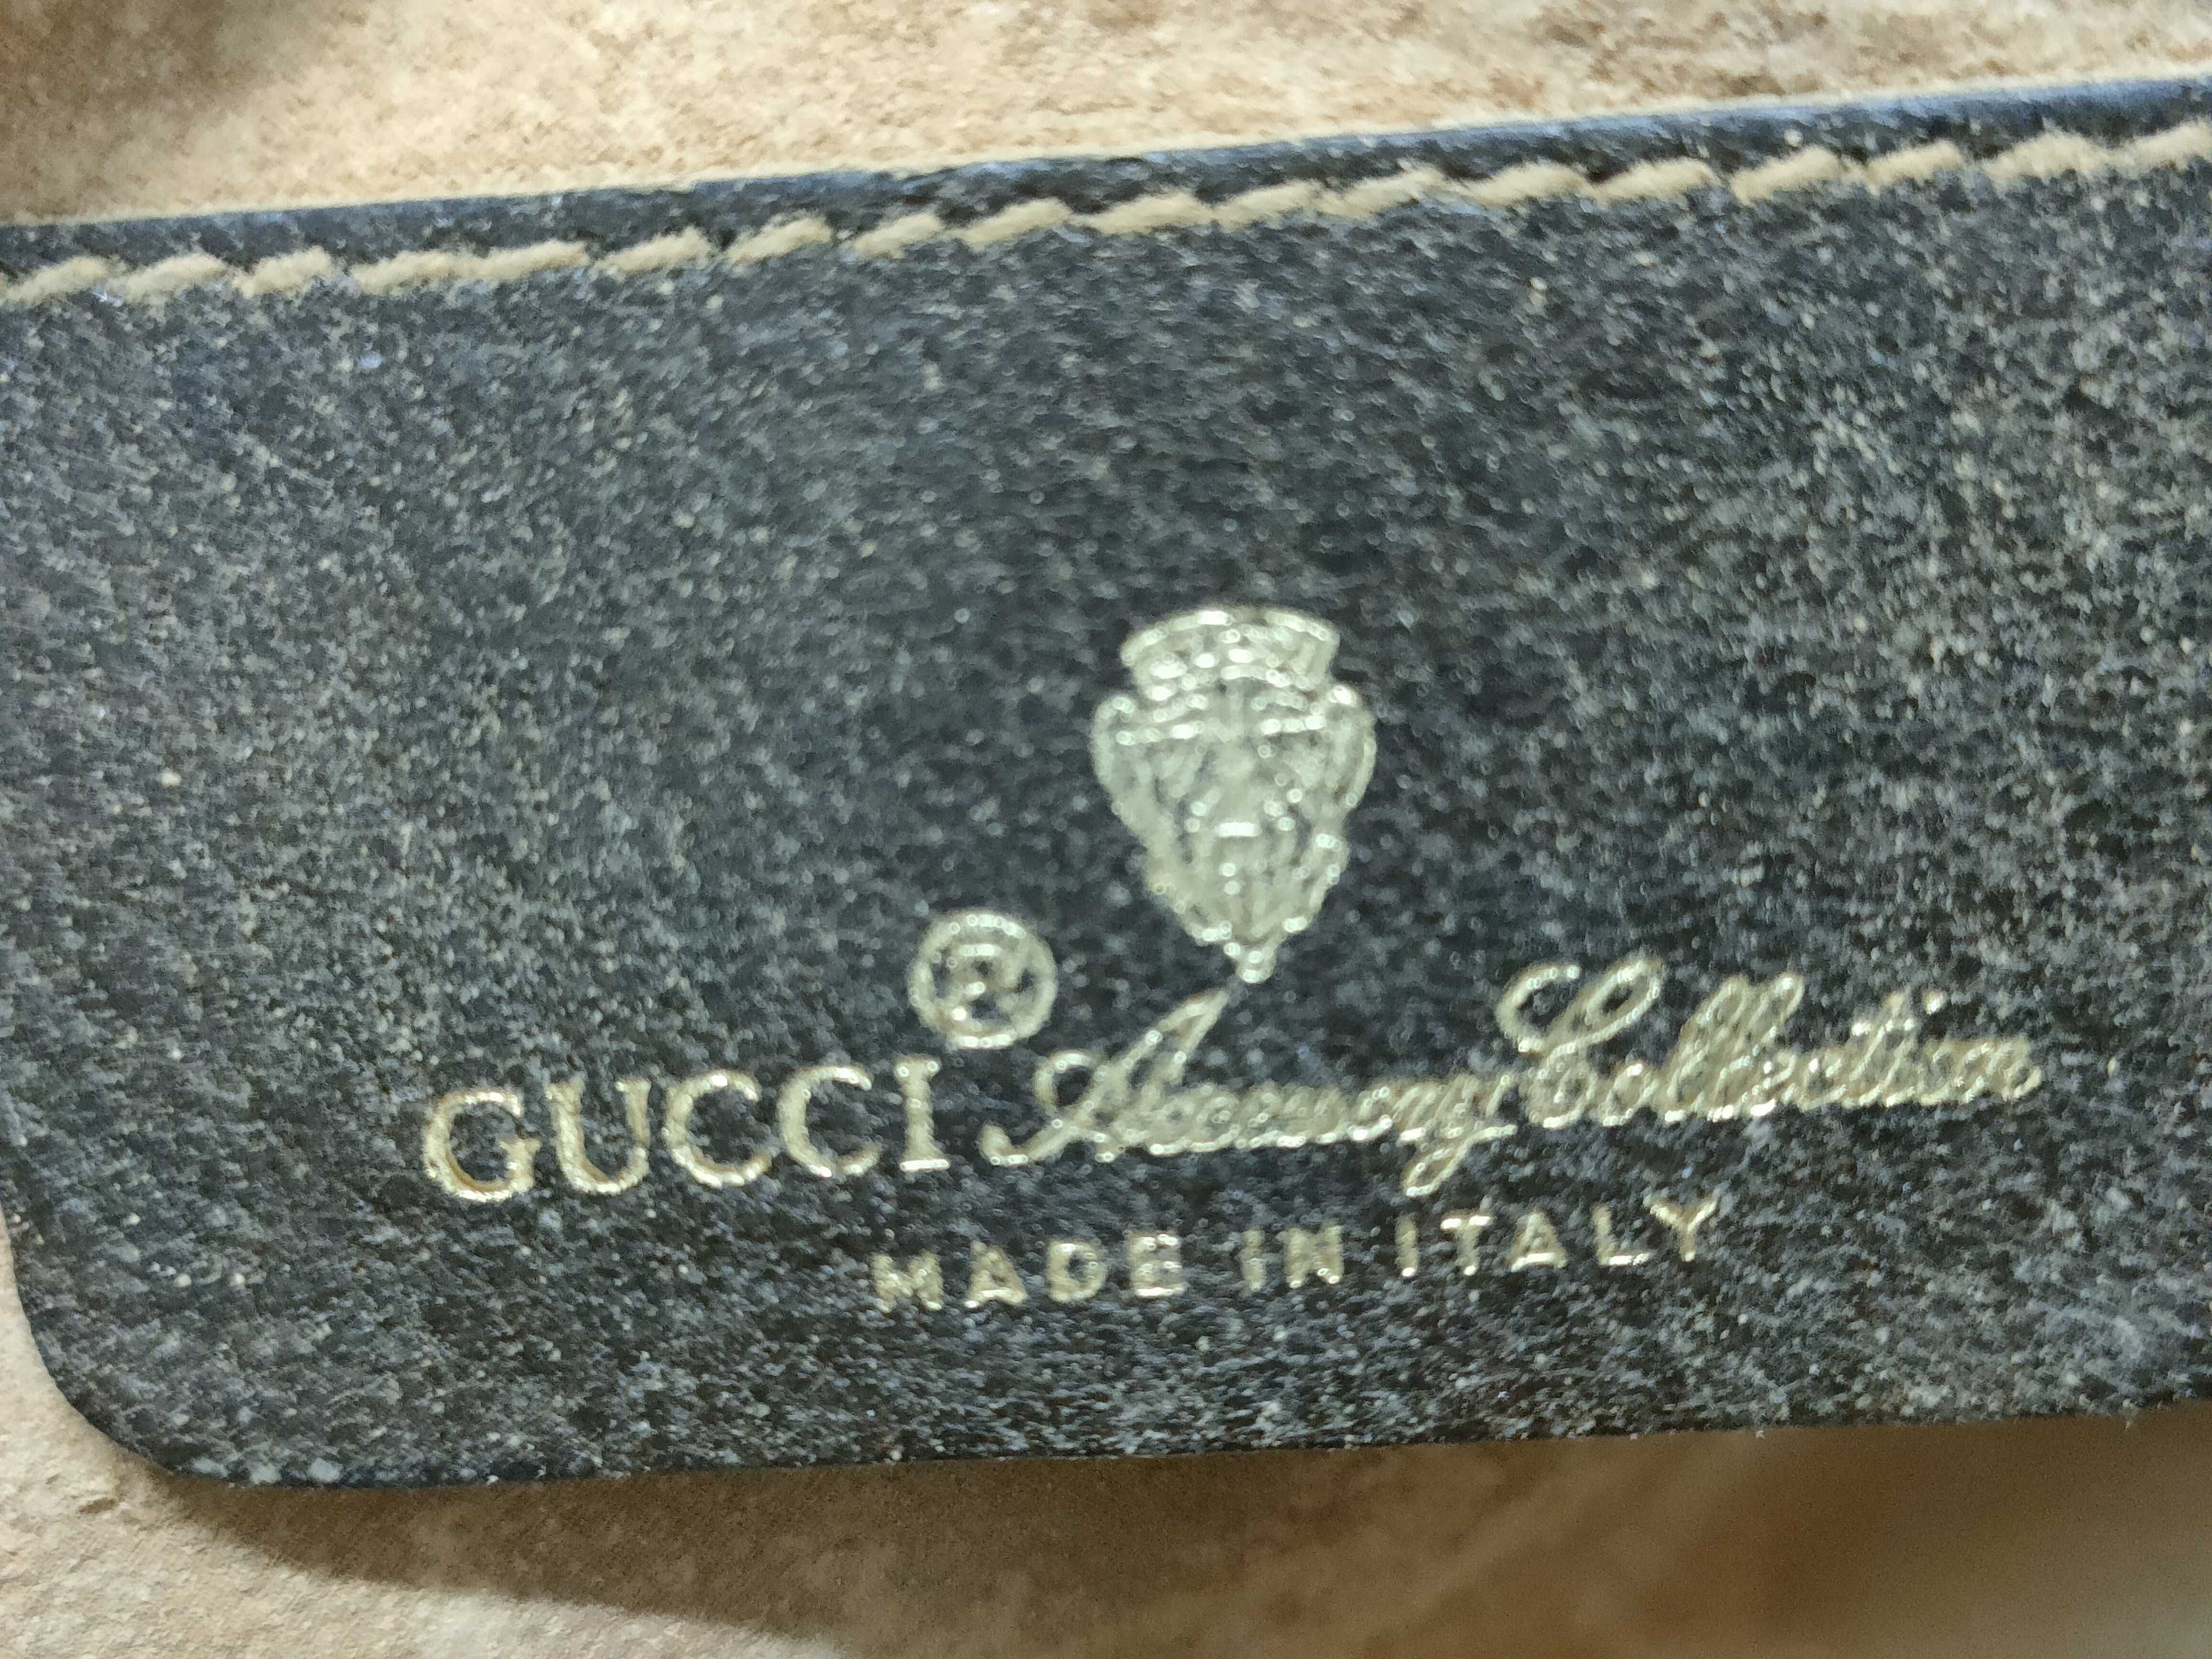 ®
GUCCI Accessory Collection
MADE IN ITALY